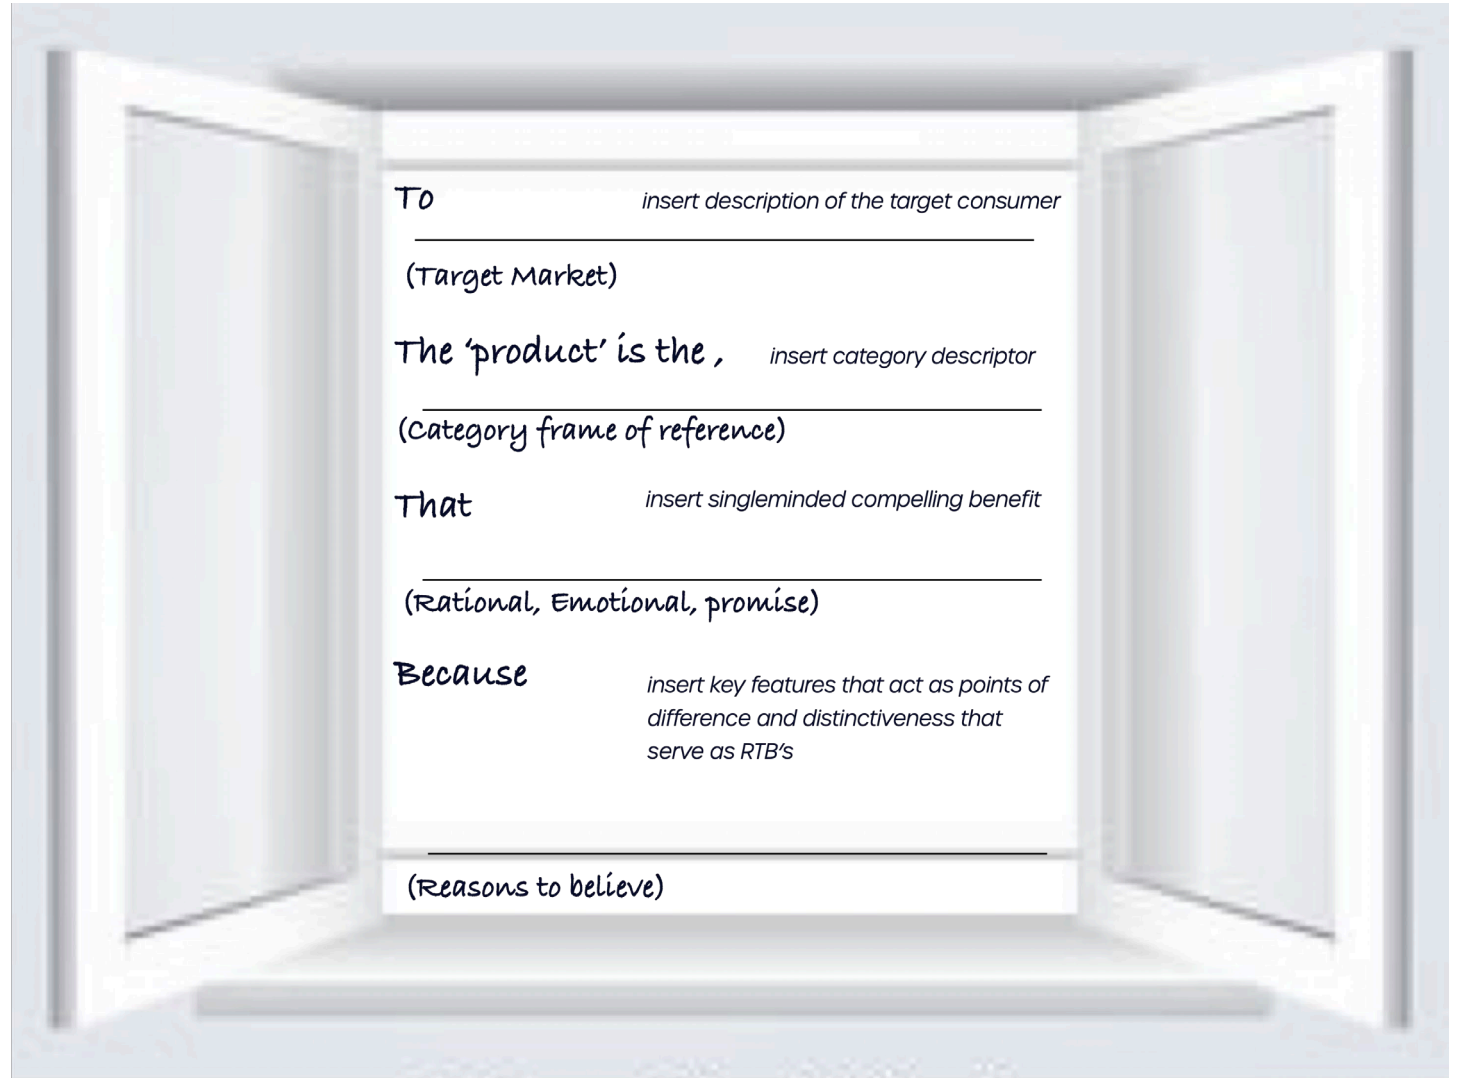 To insert description of the target consumer
(Target Market)
The ‘product’ is the , insert category descriptor
(Category frame of reference)
That insert singleminded compelling benefit
(Rational, Emotional, promise)
Because insert key features that act as points of
difference and distinctiveness that
serve as RTB’s
(Reasons to believe)